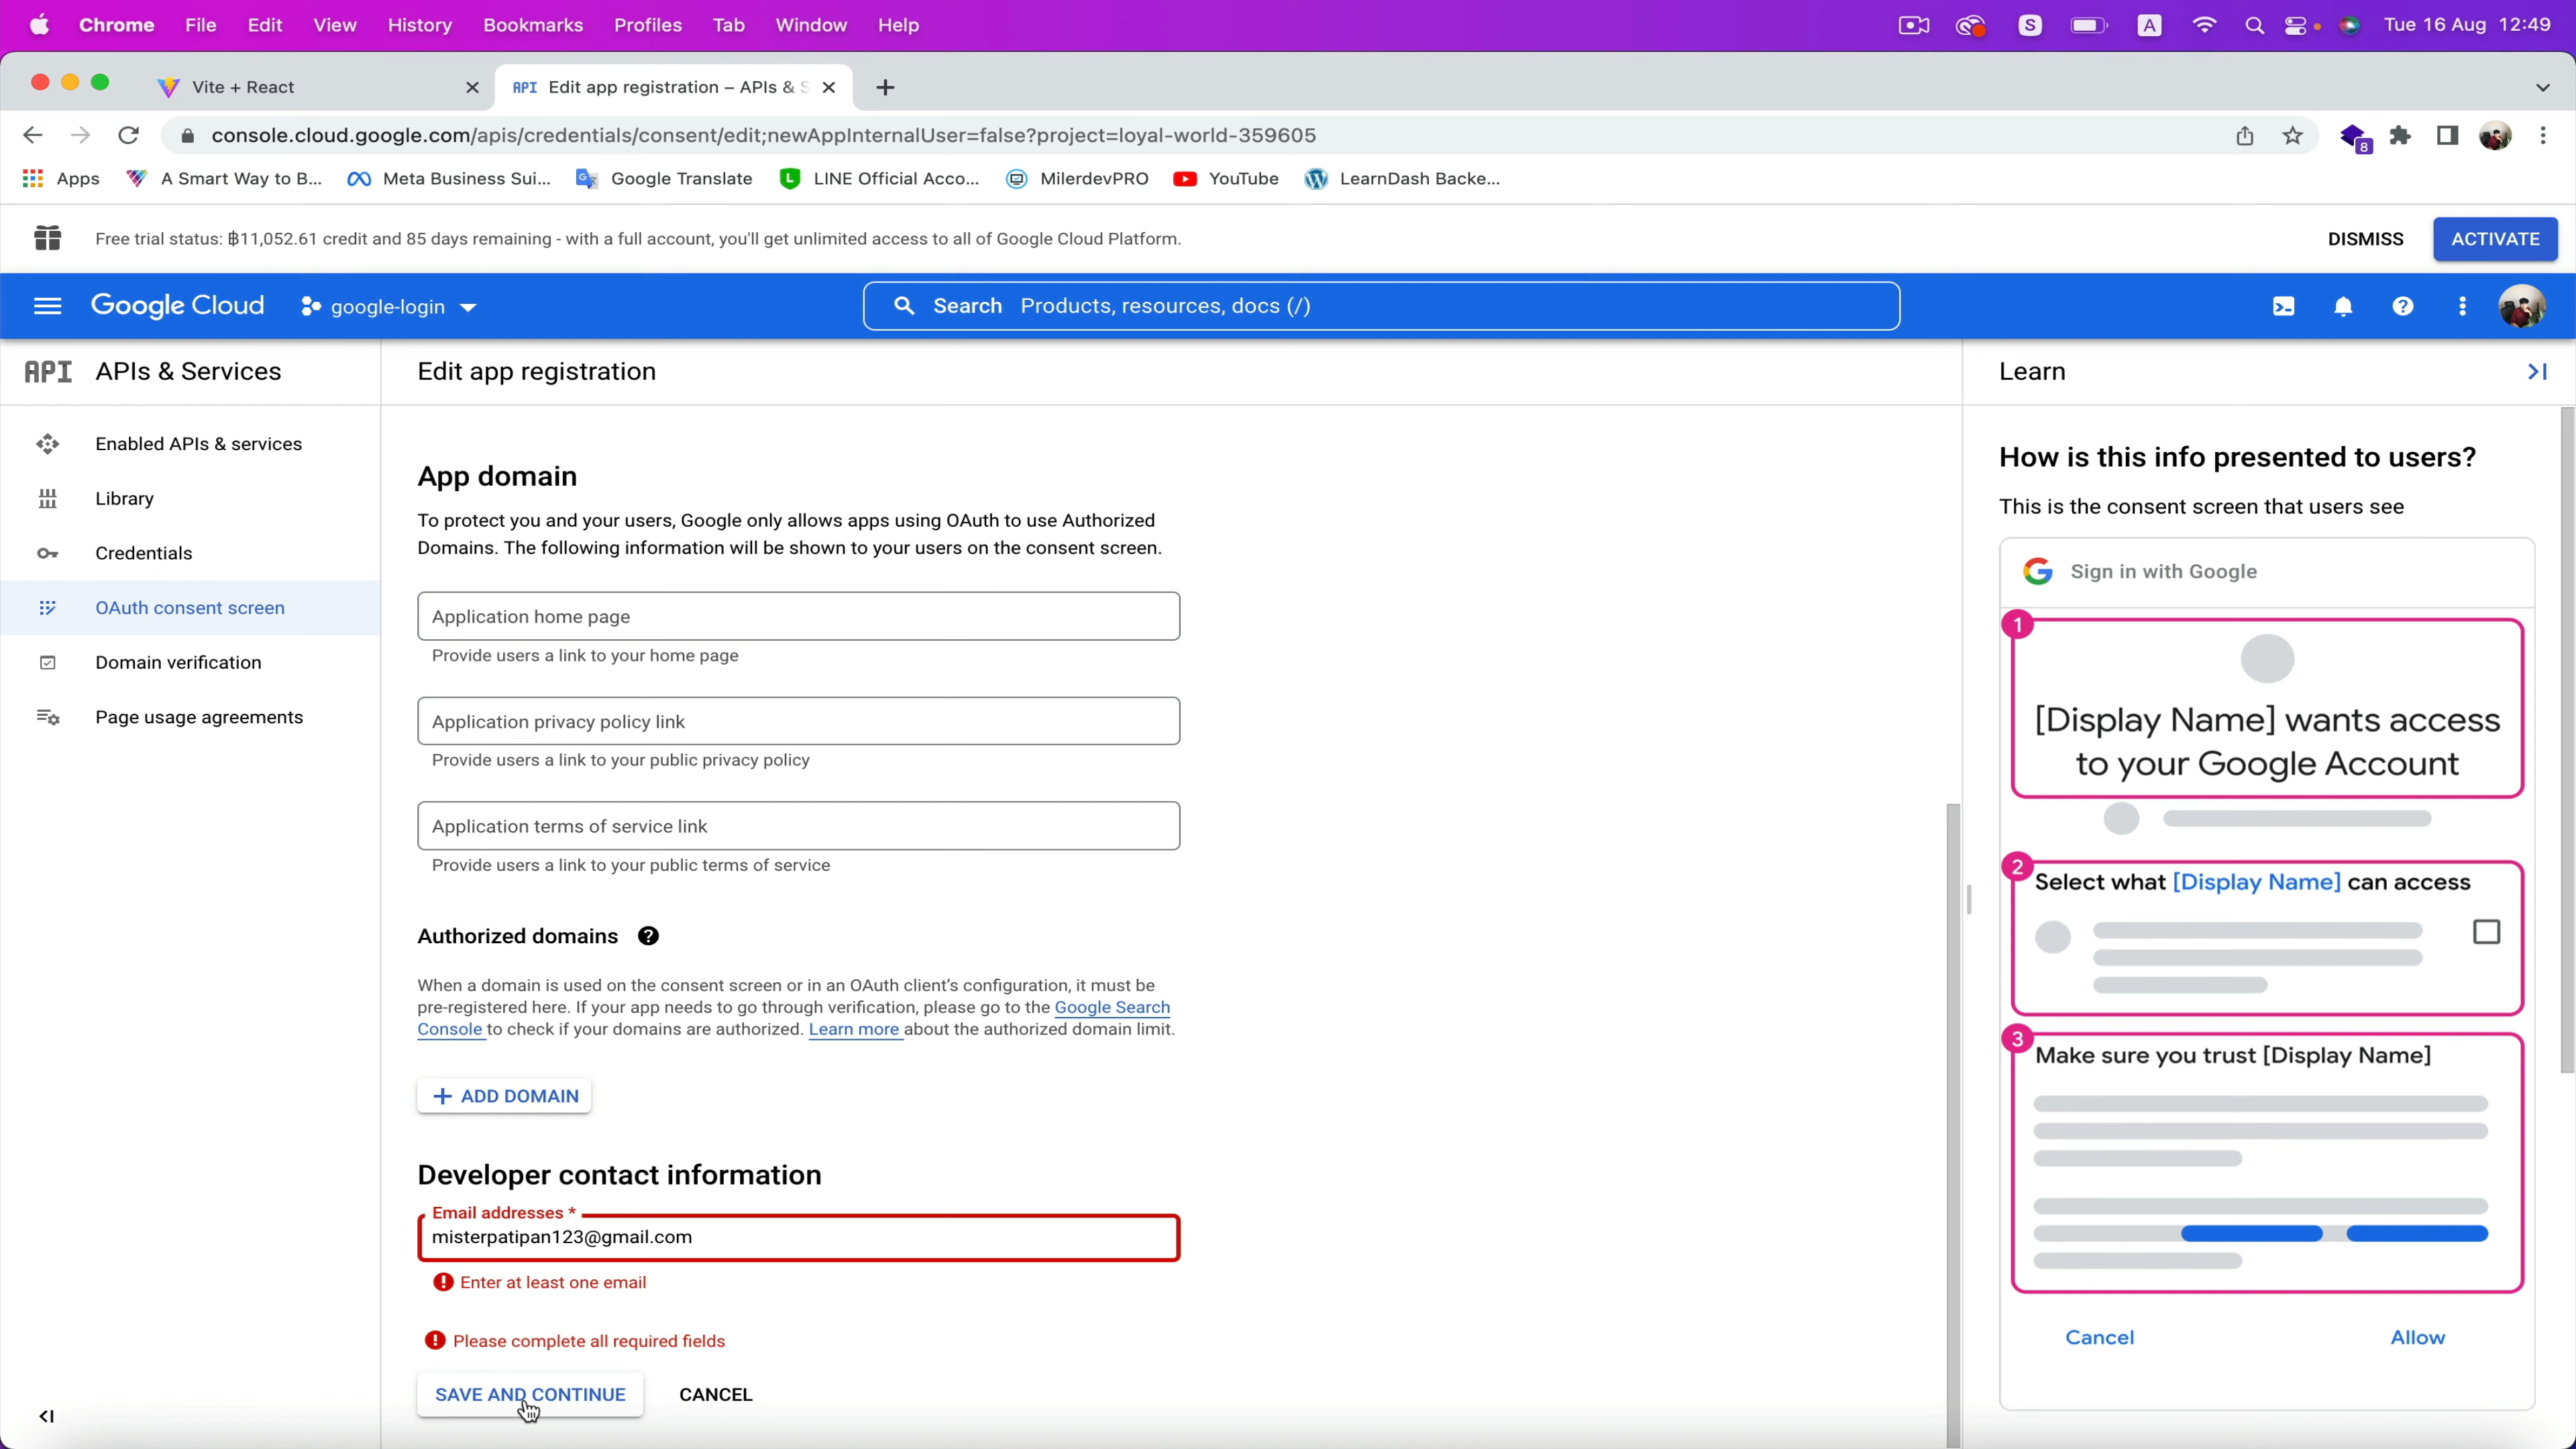 Chrome File Edit View History Bookmarks Profiles Tab Window Help
S A Tue 16 Aug 12:49
Vite + React
API Edit app registration – APIs & S
console.cloud.google.com/apis/credentials/consent/edit;newAppInternalUser=false?project=loyal-world-359605
8
Apps A Smart Way to B... Meta Business Sui... Google Translate LINE Official Acco... MilerdevPRO YouTube LearnDash Backe...
Free trial status: ฿11,052.61 credit and 85 days remaining - with a full account, you'll get unlimited access to all of Google Cloud Platform.
DISMISS ACTIVATE
Google Cloud google-login
Search Products, resources, docs (/)
API APIs & Services
Enabled APIs & services
Library
Credentials
OAuth consent screen
Domain verification
Page usage agreements
Edit app registration
App domain
To protect you and your users, Google only allows apps using OAuth to use Authorized
Domains. The following information will be shown to your users on the consent screen.
Application home page
Provide users a link to your home page
Application privacy policy link
Provide users a link to your public privacy policy
Application terms of service link
Provide users a link to your public terms of service
Authorized domains
When a domain is used on the consent screen or in an OAuth client's configuration, it must be
pre-registered here. If your app needs to go through verification, please go to the Google Search
Console to check if your domains are authorized. Learn more about the authorized domain limit.
+ ADD DOMAIN
Developer contact information
Email addresses *
misterpatipan123@gmail.com
Enter at least one email
Please complete all required fields
SAVE AND CONTINUE CANCEL
Learn
How is this info presented to users?
This is the consent screen that users see
G Sign in with Google
1
[Display Name] wants access
to your Google Account
2
Select what [Display Name] can access
3
Make sure you trust [Display Name]
Cancel Allow